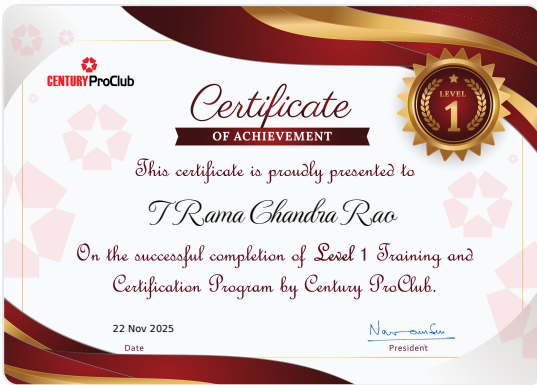 CENTURY ProClub
Certificate
OF ACHIEVEMENT
LEVEL
1
This certificate is proudly presented to
T Rama Chandra Rao
On the successful completion of Level 1 Training and
Certification Program by Century ProClub.
22 Nov 2025
Date
President